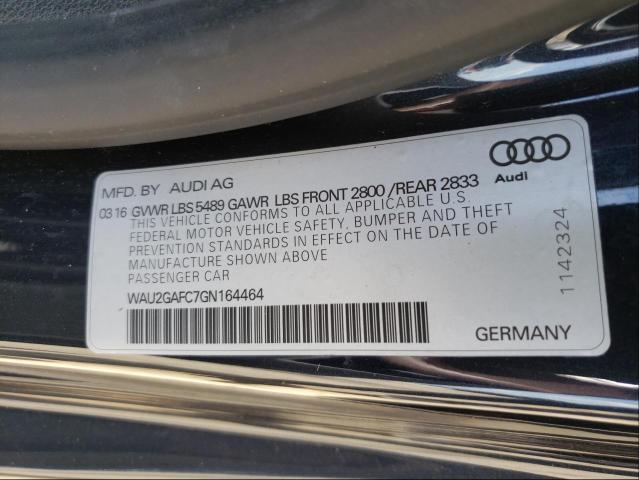 MFD. BY AUDI AG
Audi
03 16 GVWR LBS 5489 GAWR LBS FRONT 2800 /REAR 2833
THIS VEHICLE CONFORMS TO ALL APPLICABLE U.S.
FEDERAL MOTOR VEHICLE SAFETY, BUMPER AND THEFT
PREVENTION STANDARDS IN EFFECT ON THE DATE OF
MANUFACTURE SHOWN ABOVE
PASSENGER CAR
WAU2GAFC7GN164464
GERMANY
1142324